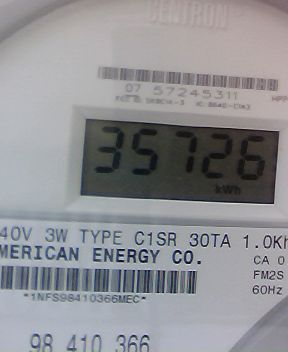 CENTRON
07 57245311
35726
kWh
40V 3W TYPE C1SR 30TA 1.0Kh
MERICAN ENERGY CO.
CA 0
FM2S
60Hz
*1NFS98410366MEC*
98 410 366